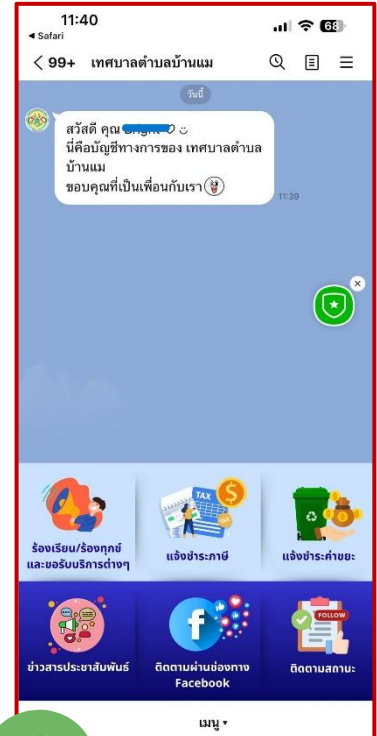 11:40
68
◀ Safari
< 99+ เทศบาลตำบลบ้านแม
วันนี้
สวัสดี คุณ
นี่คือบัญชีทางการของ เทศบาลตำบล
บ้านแม
ขอบคุณที่เป็นเพื่อนกับเรา
11:39
TAX
ร้องเรียน/ร้องทุกข์
และขอรับบริการต่างๆ
แจ้งชำระภาษี
แจ้งชำระค่าขยะ
FOLLOW
ข่าวสารประชาสัมพันธ์
ติดตามผ่านช่องทาง
Facebook
ติดตามสถานะ
เมนู ▾